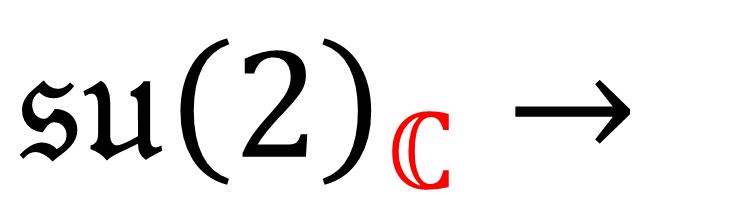 𝔰𝔲(2)ℂ →